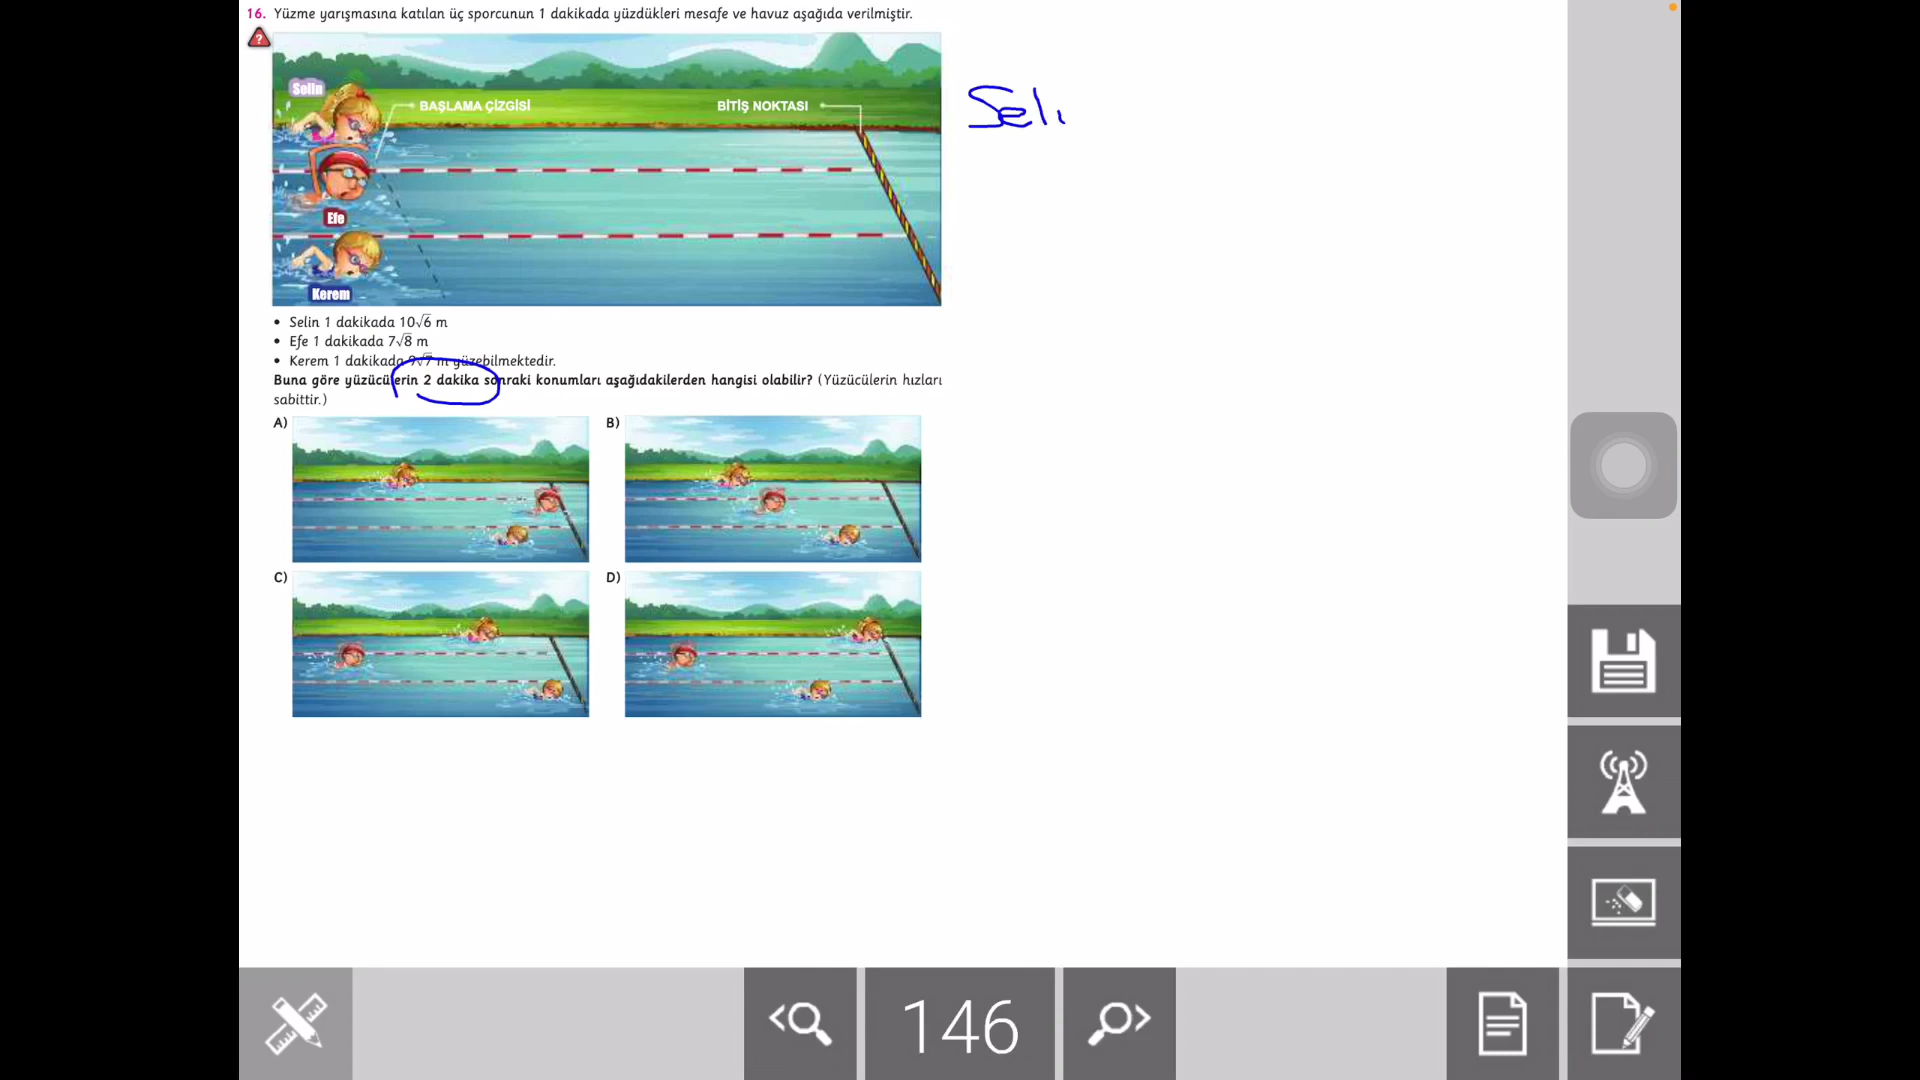 16. Yüzme yarışmasına katılan üç sporcunun 1 dakikada yüzdükleri mesafe ve havuz aşağıda verilmiştir.
?
Selin
BAŞLAMA ÇİZGİSİ
BİTİŞ NOKTASI
Seli
Efe
Kerem
• Selin 1 dakikada 10√6 m
• Efe 1 dakikada 7√8 m
• Kerem 1 dakikada 9√7 m yüzebilmektedir.
Buna göre yüzücülerin 2 dakika sonraki konumları aşağıdakilerden hangisi olabilir? (Yüzücülerin hızları
sabittir.)
A)
B)
C)
D)
146